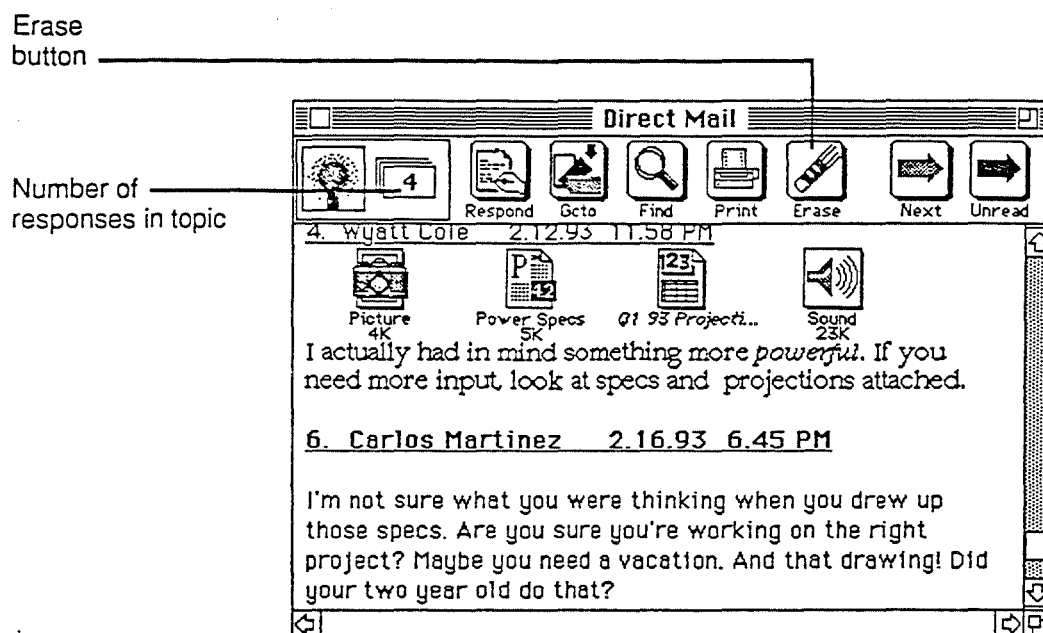 Erase
button
Direct Mail
Number of
responses in topic
4
Respond Goto Find Print Erase Next Unread
4. Wyatt Cole 2.12.93 11.58 PM
P 123
Picture Power Specs Q1 93 Projecti... Sound
4K 5K 23K
I actually had in mind something more powerful. If you
need more input, look at specs and projections attached.
6. Carlos Martinez 2.16.93 6.45 PM
I'm not sure what you were thinking when you drew up
those specs. Are you sure you're working on the right
project? Maybe you need a vacation. And that drawing! Did
your two year old do that?